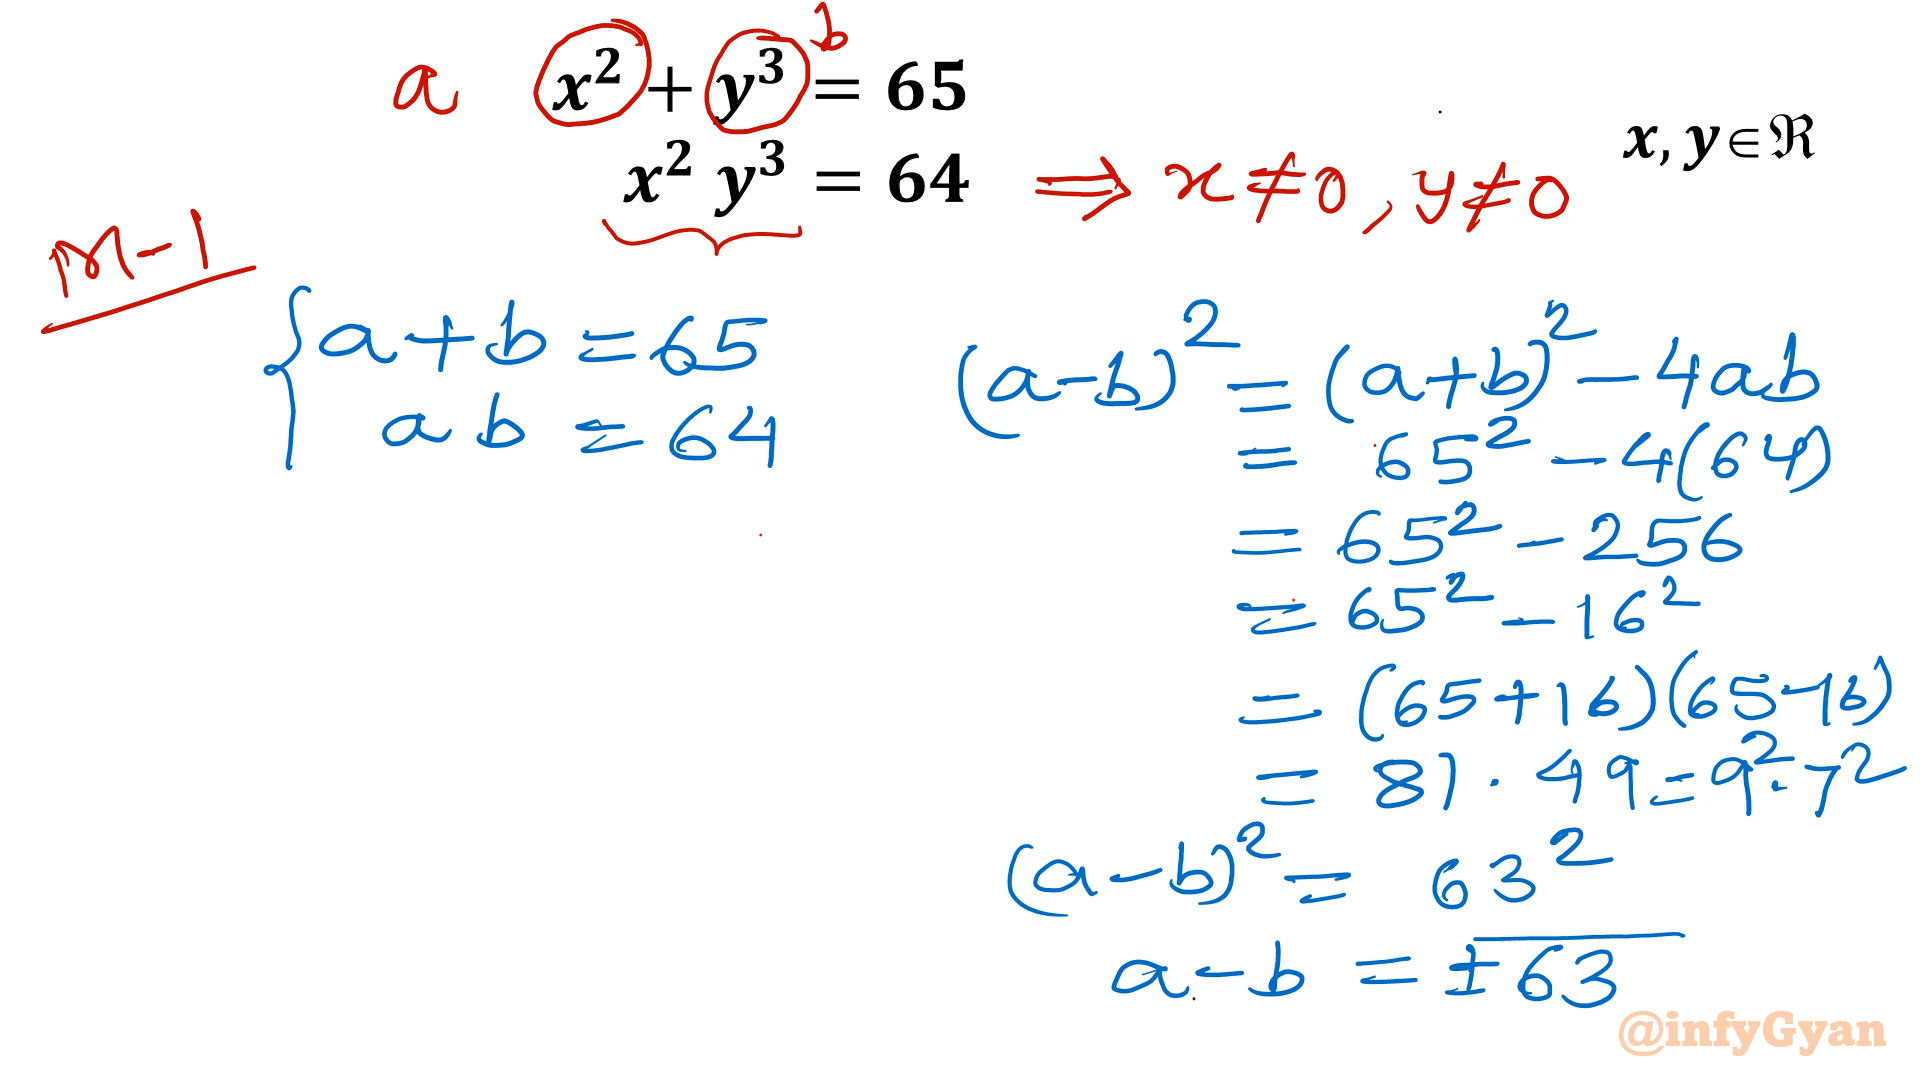 a x² + y³ = 65 b
x, y ∈ ℜ
x² y³ = 64 ⟹ x ≠ 0, y ≠ 0
M-1
a + b = 65
ab = 64
(a-b)² = (a+b)² - 4ab
= 65² - 4(64)
= 65² - 256
= 65² - 16²
= (65+16)(65-16)
= 81 · 49 = 9² · 7²
(a-b)² = 63²
a-b = ±63
@infyGyan